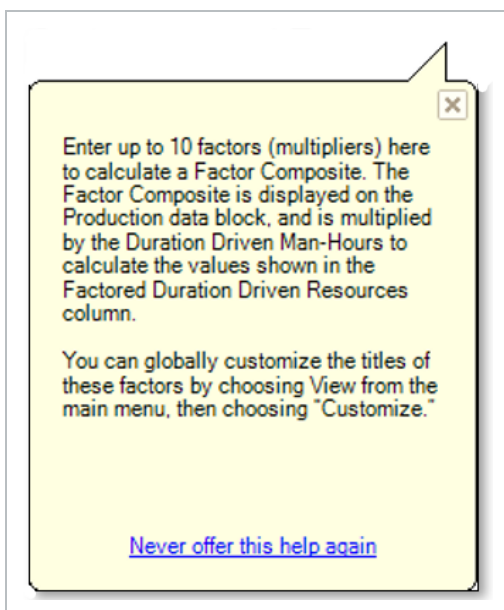 Enter up to 10 factors (multipliers) here
to calculate a Factor Composite. The
Factor Composite is displayed on the
Production data block, and is multiplied
by the Duration Driven Man-Hours to
calculate the values shown in the
Factored Duration Driven Resources
column.
You can globally customize the titles of
these factors by choosing View from the
main menu, then choosing "Customize."
Never offer this help again